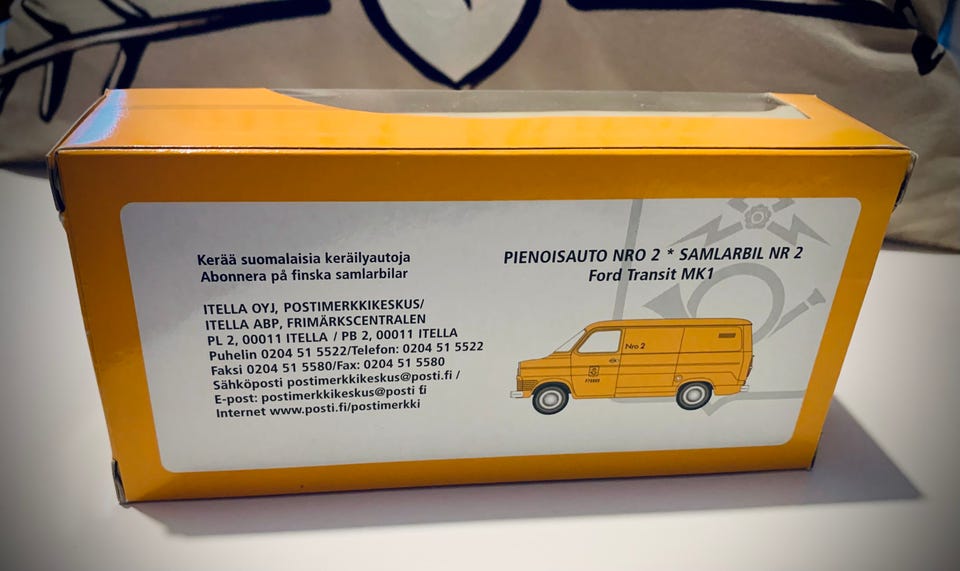 Kerää suomalaisia keräilyautoja
Abonnera på finska samlarbilar
ITELLA OYJ, POSTIMERKKIKESKUS/
ITELLA ABP, FRIMÄRKSCENTRALEN
PL 2, 00011 ITELLA / PB 2, 00011 ITELLA
Puhelin 0204 51 5522/Telefon: 0204 51 5522
Faksi 0204 51 5580/Fax: 0204 51 5580
Sähköposti postimerkkikeskus@posti.fi /
E-post: postimerkkikeskus@posti fi
Internet www.posti.fi/postimerkki
PIENOISAUTO NRO 2 * SAMLARBIL NR 2
Ford Transit MK1
Nro 2